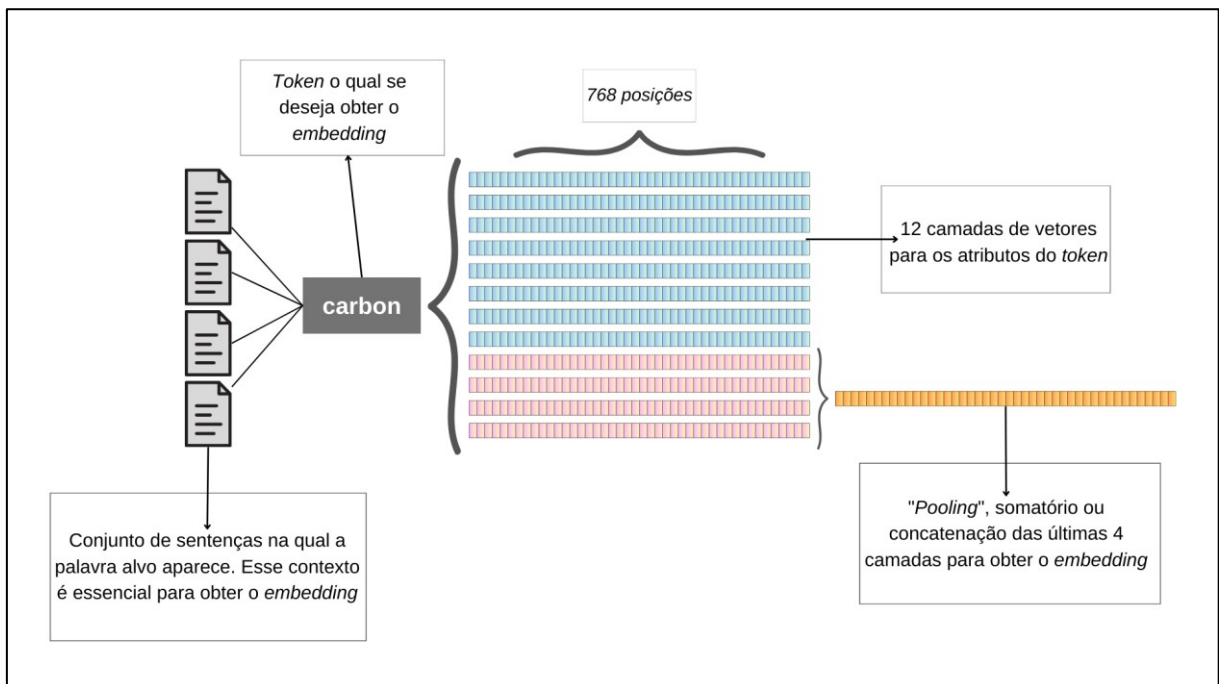 Token o qual se
deseja obter o
embedding
768 posições
carbon
12 camadas de vetores
para os atributos do token
Conjunto de sentenças na qual a
palavra alvo aparece. Esse contexto
é essencial para obter o embedding
"Pooling", somatório ou
concatenação das últimas 4
camadas para obter o embedding